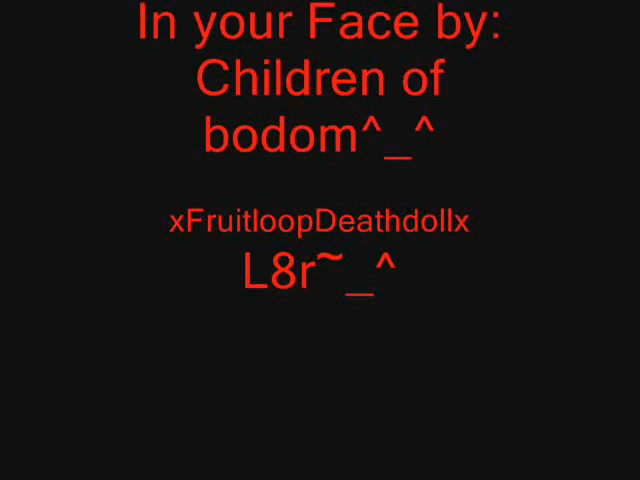 In your Face by:
Children of
bodom^_^
xFruitloopDeathdollx
L8r~_^